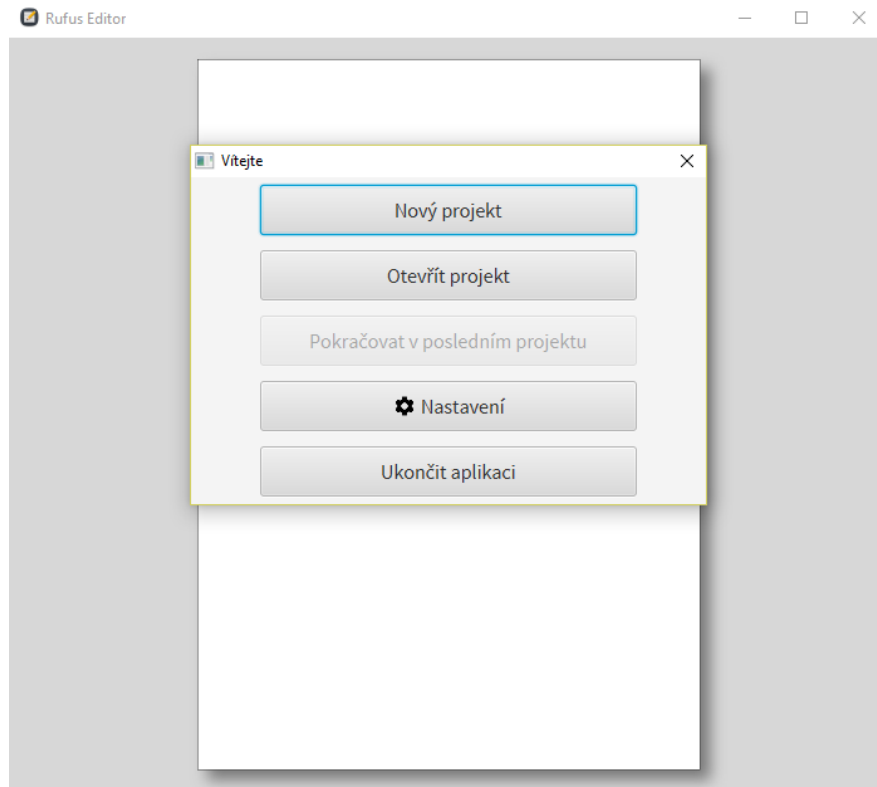 Rufus Editor
Vítejte
Nový projekt
Otevřít projekt
Pokračovat v posledním projektu
Nastavení
Ukončit aplikaci